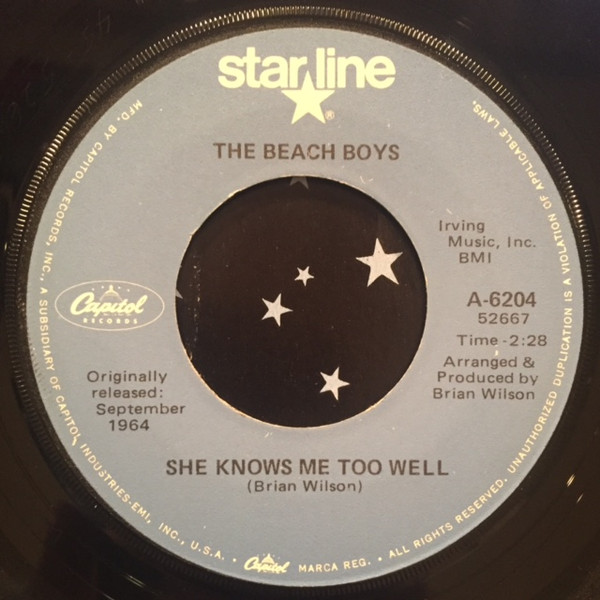 starline
®
THE BEACH BOYS
Irving
Music, Inc.
BMI
Capitol
RECORDS
A-6204
52667
Time -2:28
Arranged &
Produced by
Brian Wilson
Originally
released:
September
1964
SHE KNOWS ME TOO WELL
(Brian Wilson)
MFD. BY CAPITOL RECORDS, INC., A SUBSIDIARY OF CAPITOL INDUSTRIES-EMI, INC., U.S.A. • Capitol MARCA REG. • ALL RIGHTS RESERVED. UNAUTHORIZED DUPLICATION IS A VIOLATION OF APPLICABLE LAWS.